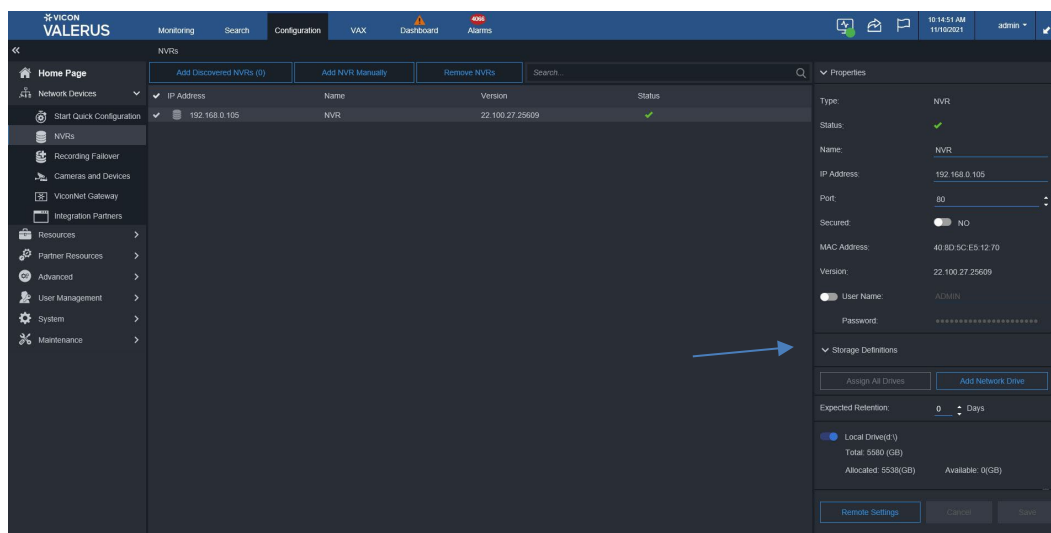 VICON
VALERUS
Monitoring
Search
Configuration
VAX
Dashboard
4066
Alarms
10:14:51 AM
11/10/2021
admin
NVRs
Home Page
Network Devices
Start Quick Configuration
NVRs
Recording Failover
Cameras and Devices
ViconNet Gateway
Integration Partners
Resources
Partner Resources
Advanced
User Management
System
Maintenance
Add Discovered NVRs (0)
Add NVR Manually
Remove NVRs
Search...
IP Address Name Version Status
192.168.0.105 NVR 22.100.27.25609
Properties
Type: NVR
Status:
Name: NVR
IP Address: 192.168.0.105
Port: 80
Secured: NO
MAC Address: 40:8D:5C:E5:12:70
Version: 22.100.27.25609
User Name: ADMIN
Password:
Storage Definitions
Assign All Drives
Add Network Drive
Expected Retention: 0 Days
Local Drive(d:\)
Total: 5580 (GB)
Allocated: 5538(GB) Available: 0(GB)
Remote Settings
Cancel
Save